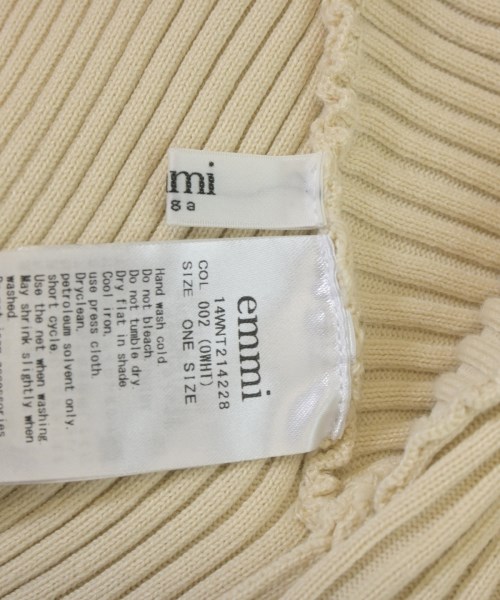 mmi
ga
emmi
14WNT214228
COL 002 (OWHT)
SIZE ONE SIZE
Hand wash cold.
Do not bleach.
Do not tumble dry.
Dry flat in shade
Cool iron.
use press cloth.
Dryclean.
petroleum solvent only.
short cycle.
Use the net when washing
May shrink slightly when
washed